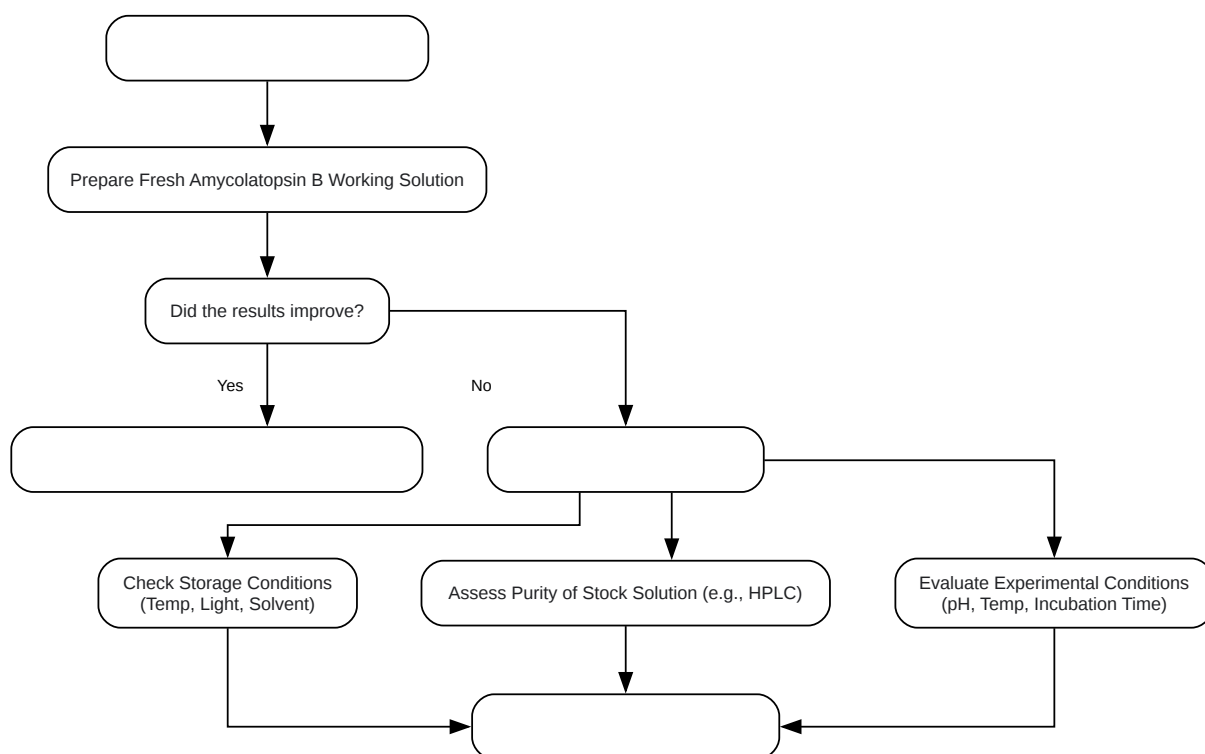 Prepare Fresh Amycolatopsin B Working Solution
Did the results improve?
Yes
No
Check Storage Conditions
(Temp, Light, Solvent)
Assess Purity of Stock Solution (e.g., HPLC)
Evaluate Experimental Conditions
(pH, Temp, Incubation Time)